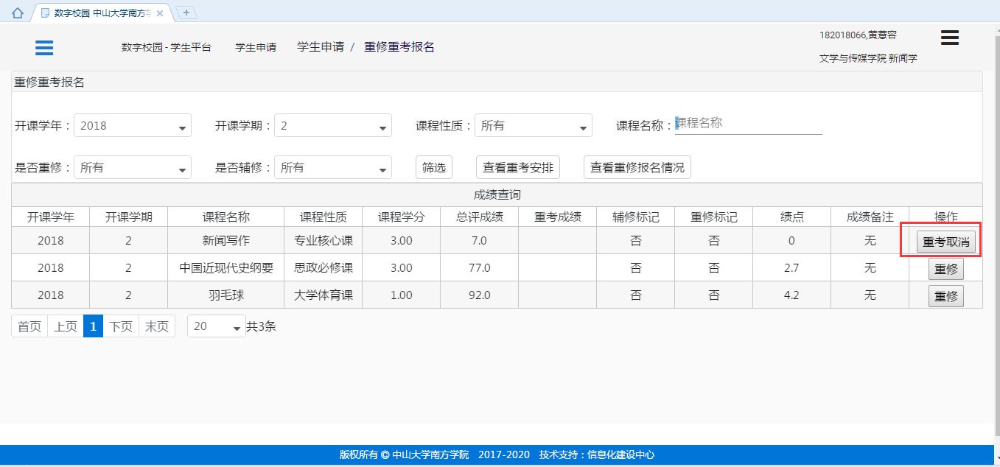 数字校园 中山大学南方学
数字校园 - 学生平台 学生申请 学生申请 / 重修重考报名
182018066,黄薏容
文学与传媒学院 新闻学
重修重考报名
开课学年： 2018 开课学期： 2 课程性质： 所有 课程名称： 课程名称
是否重修： 所有 是否辅修： 所有 筛选 查看重考安排 查看重修报名情况
成绩查询
开课学年 开课学期 课程名称 课程性质 课程学分 总评成绩 重考成绩 辅修标记 重修标记 绩点 成绩备注 操作
2018 2 新闻写作 专业核心课 3.00 7.0 否 否 0 无 重考取消
2018 2 中国近现代史纲要 思政必修课 3.00 77.0 否 否 2.7 无 重修
2018 2 羽毛球 大学体育课 1.00 92.0 否 否 4.2 无 重修
首页 上页 1 下页 末页 20 共3条
版权所有 © 中山大学南方学院 2017-2020 技术支持：信息化建设中心